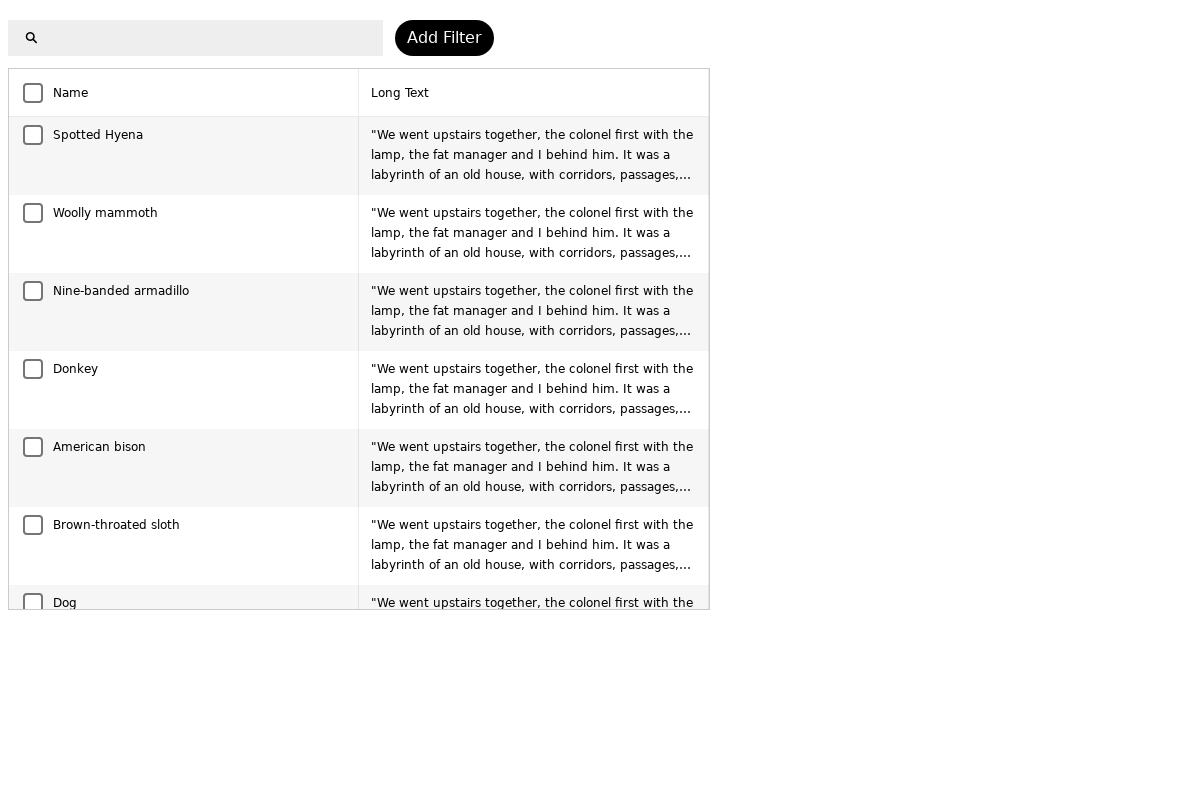 Add Filter
Name Long Text
Spotted Hyena "We went upstairs together, the colonel first with the
lamp, the fat manager and I behind him. It was a
labyrinth of an old house, with corridors, passages,...
Woolly mammoth "We went upstairs together, the colonel first with the
lamp, the fat manager and I behind him. It was a
labyrinth of an old house, with corridors, passages,...
Nine-banded armadillo "We went upstairs together, the colonel first with the
lamp, the fat manager and I behind him. It was a
labyrinth of an old house, with corridors, passages,...
Donkey "We went upstairs together, the colonel first with the
lamp, the fat manager and I behind him. It was a
labyrinth of an old house, with corridors, passages,...
American bison "We went upstairs together, the colonel first with the
lamp, the fat manager and I behind him. It was a
labyrinth of an old house, with corridors, passages,...
Brown-throated sloth "We went upstairs together, the colonel first with the
lamp, the fat manager and I behind him. It was a
labyrinth of an old house, with corridors, passages,...
Dog "We went upstairs together, the colonel first with the